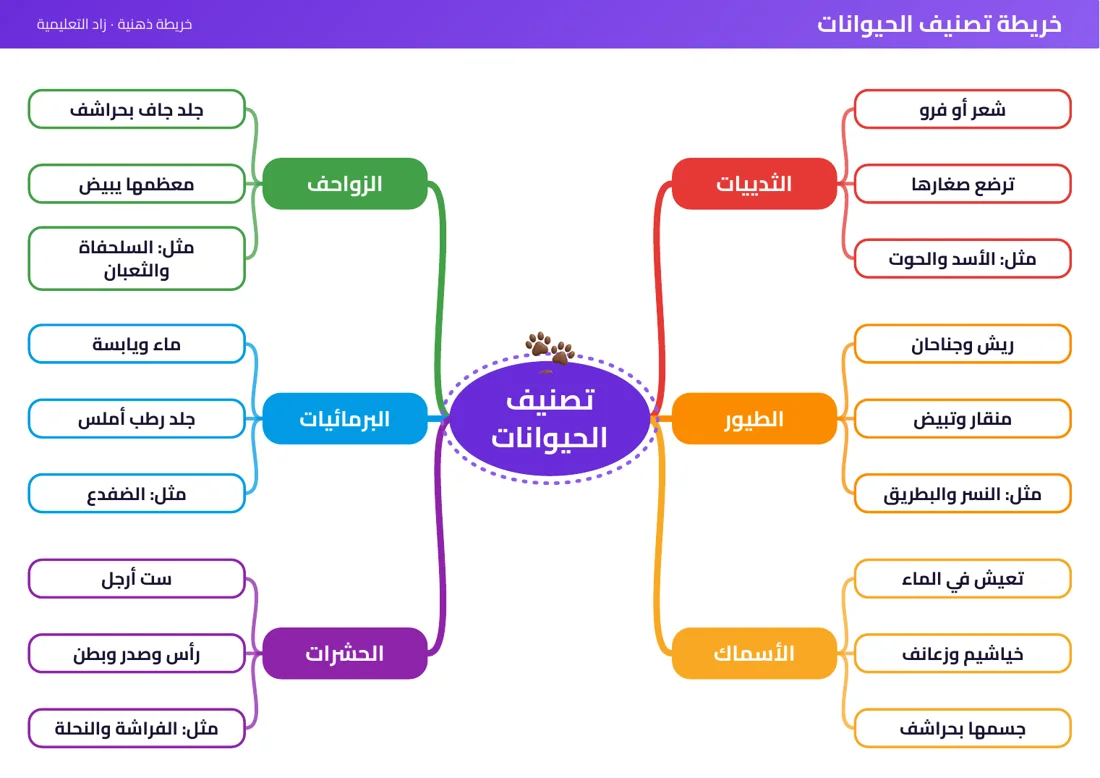 خريطة تصنيف الحيوانات
خريطة ذهنية · زاد التعليمية
تصنيف
الحيوانات
الثدييات
شعر أو فرو
ترضع صغارها
مثل: الأسد والحوت
الطيور
ريش وجناحان
منقار وتبيض
مثل: النسر والبطريق
الأسماك
تعيش في الماء
خياشيم وزعانف
جسمها بحراشف
الزواحف
جلد جاف بحراشف
معظمها يبيض
مثل: السلحفاة
والثعبان
البرمائيات
ماء ويابسة
جلد رطب أملس
مثل: الضفدع
الحشرات
ست أرجل
رأس وصدر وبطن
مثل: الفراشة والنحلة